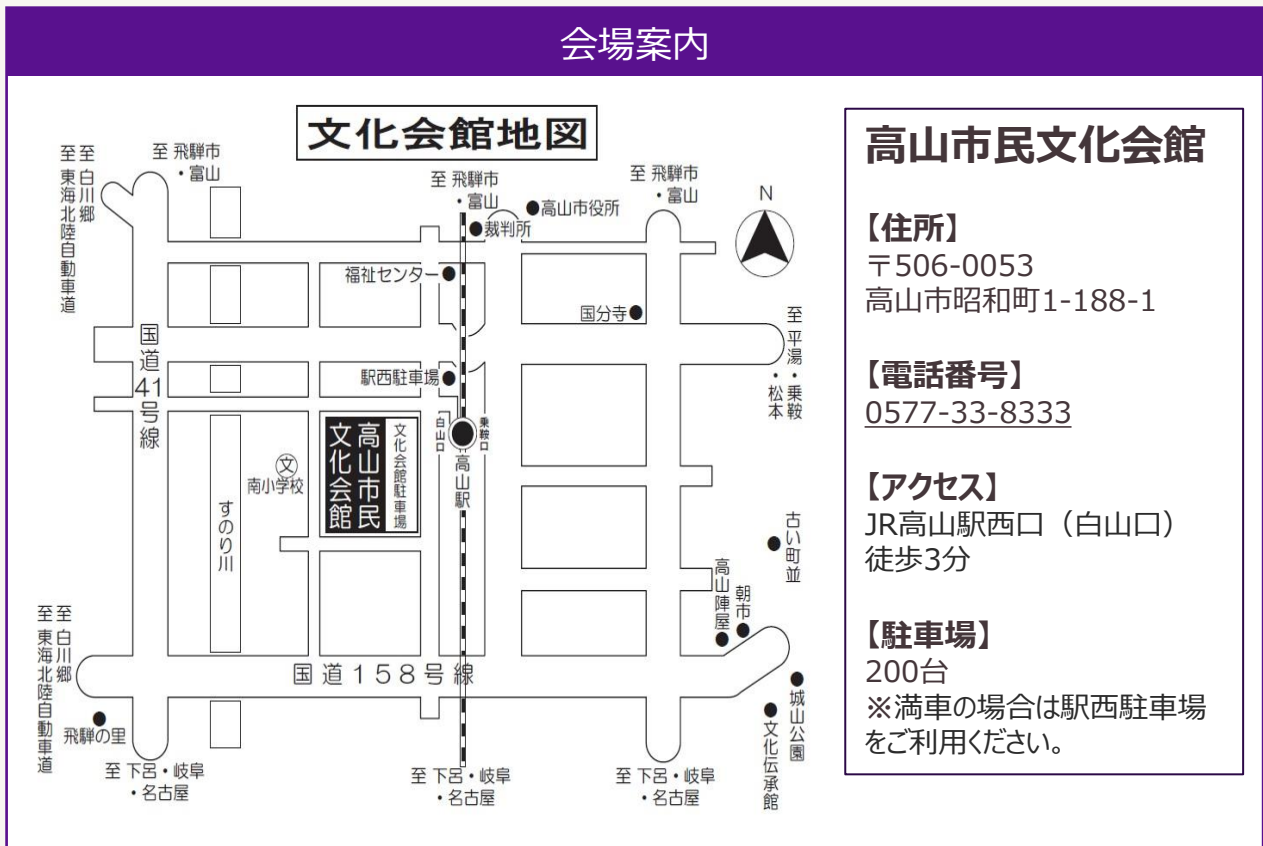 会場案内
文化会館地図
至 白川郷
至 東海北陸自動車道
至 飛騨市
・富山
至 飛騨市
・富山
至 飛騨市
・富山
高山市役所
裁判所
N
福祉センター
国分寺
国道41号線
至 平湯・乗鞍
・松本
駅西駐車場
白山口
乗鞍口
高山駅
高山市民
文化会館
文化会館駐車場
文
南小学校
すのり川
古い町並
高山陣屋
朝市
至 白川郷
至 東海北陸自動車道
国道158号線
飛騨の里
城山公園
文化伝承館
至 下呂・岐阜
・名古屋
至 下呂・岐阜
・名古屋
至 下呂・岐阜
・名古屋
高山市民文化会館
【住所】
〒506-0053
高山市昭和町1-188-1
【電話番号】
0577-33-8333
【アクセス】
JR高山駅西口（白山口）
徒歩3分
【駐車場】
200台
※満車の場合は駅西駐車場
をご利用ください。